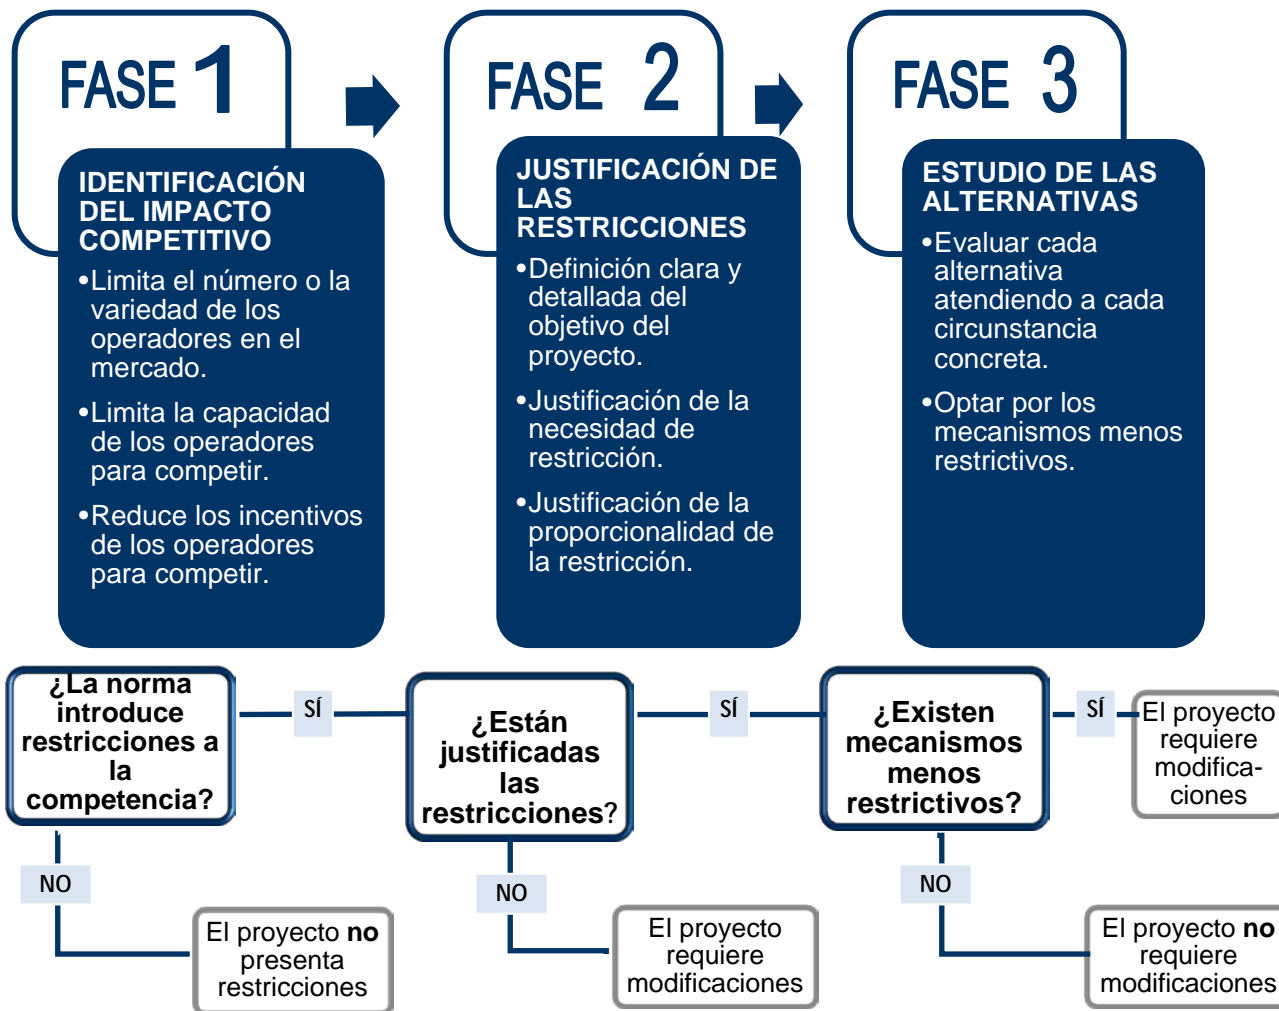 FASE 1
IDENTIFICACIÓN
DEL IMPACTO
COMPETITIVO
•Limita el número o la
variedad de los
operadores en el
mercado.
•Limita la capacidad
de los operadores
para competir.
•Reduce los incentivos
de los operadores
para competir.
FASE 2
JUSTIFICACIÓN DE
LAS
RESTRICCIONES
•Definición clara y
detallada del
objetivo del
proyecto.
•Justificación de la
necesidad de
restricción.
•Justificación de la
proporcionalidad de
la restricción.
FASE 3
ESTUDIO DE LAS
ALTERNATIVAS
•Evaluar cada
alternativa
atendiendo a cada
circunstancia
concreta.
•Optar por los
mecanismos menos
restrictivos.
¿La norma
introduce
restricciones a
la
competencia?
SÍ
¿Están
justificadas
las
restricciones?
SÍ
¿Existen
mecanismos
menos
restrictivos?
SÍ
El proyecto
requiere
modifica-
ciones
NO
El proyecto no
presenta
restricciones
NO
El proyecto
requiere
modificaciones
NO
El proyecto no
requiere
modificaciones